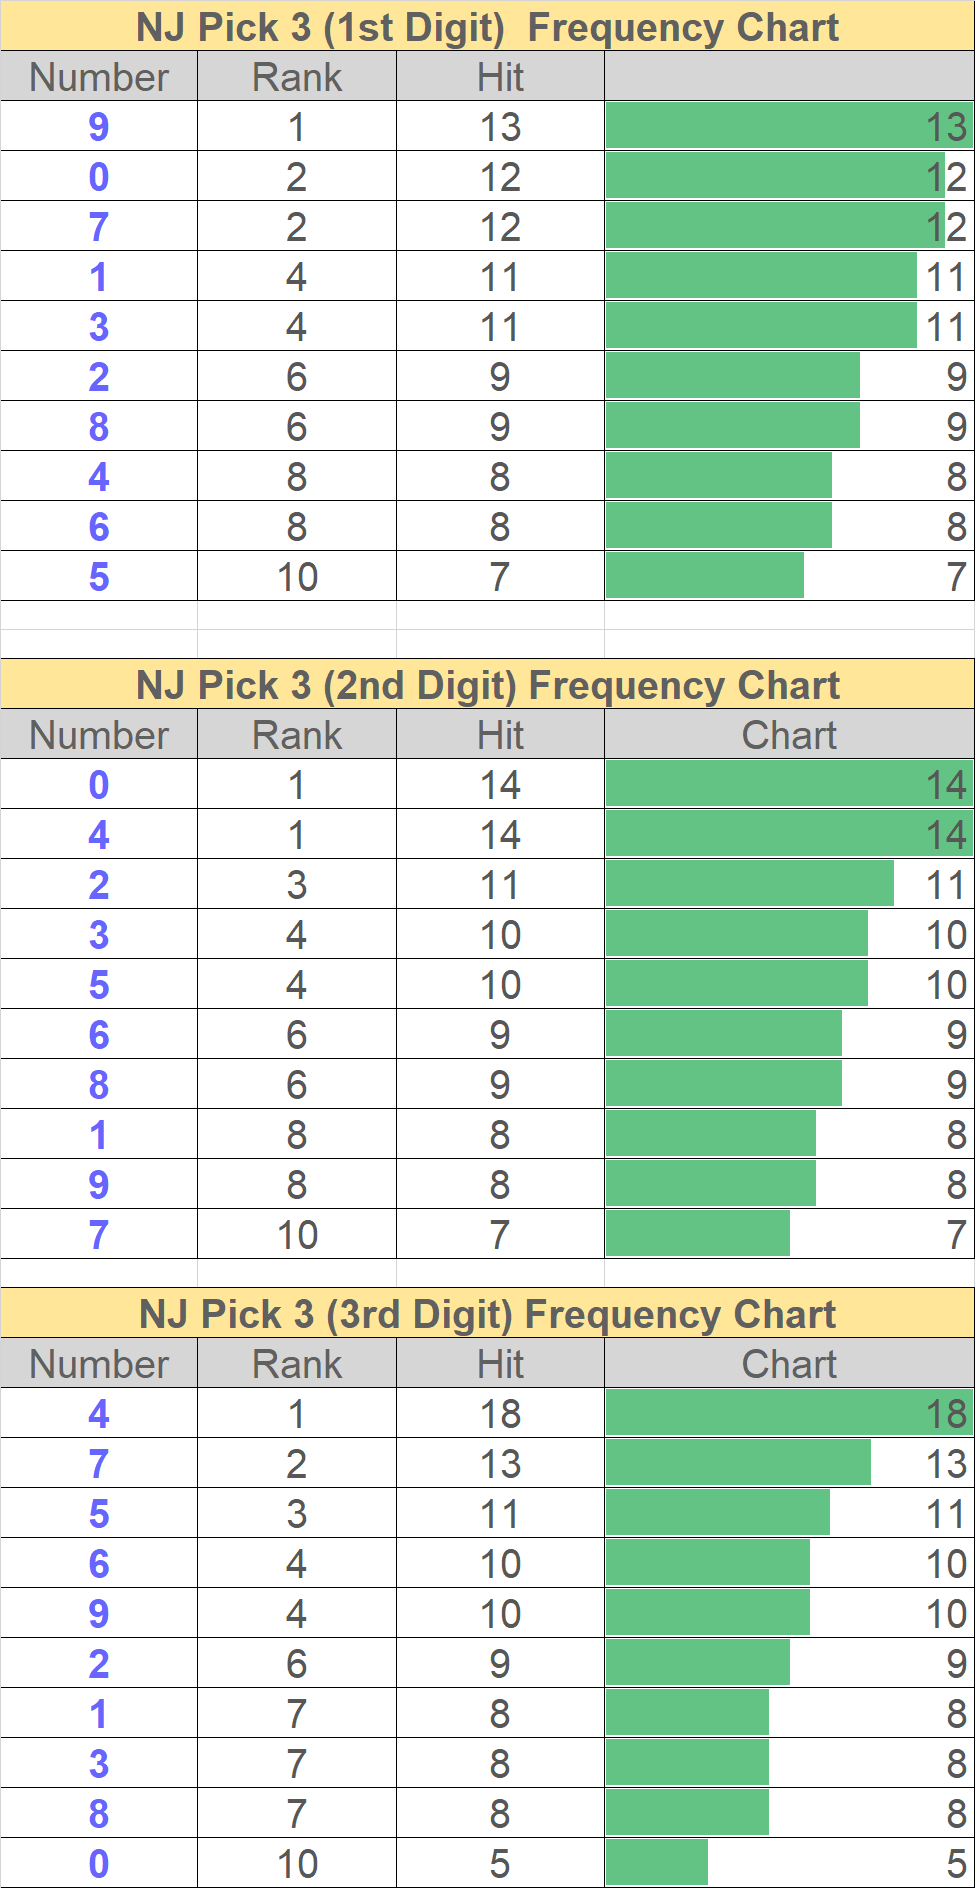 NJ Pick 3 (1st Digit)  Frequency Chart
Number Rank Hit
9 1 13 13
0 2 12 12
7 2 12 12
1 4 11 11
3 4 11 11
2 6 9 9
8 6 9 9
4 8 8 8
6 8 8 8
5 10 7 7
NJ Pick 3 (2nd Digit) Frequency Chart
Number Rank Hit Chart
0 1 14 14
4 1 14 14
2 3 11 11
3 4 10 10
5 4 10 10
6 6 9 9
8 6 9 9
1 8 8 8
9 8 8 8
7 10 7 7
NJ Pick 3 (3rd Digit) Frequency Chart
Number Rank Hit Chart
4 1 18 18
7 2 13 13
5 3 11 11
6 4 10 10
9 4 10 10
2 6 9 9
1 7 8 8
3 7 8 8
8 7 8 8
0 10 5 5